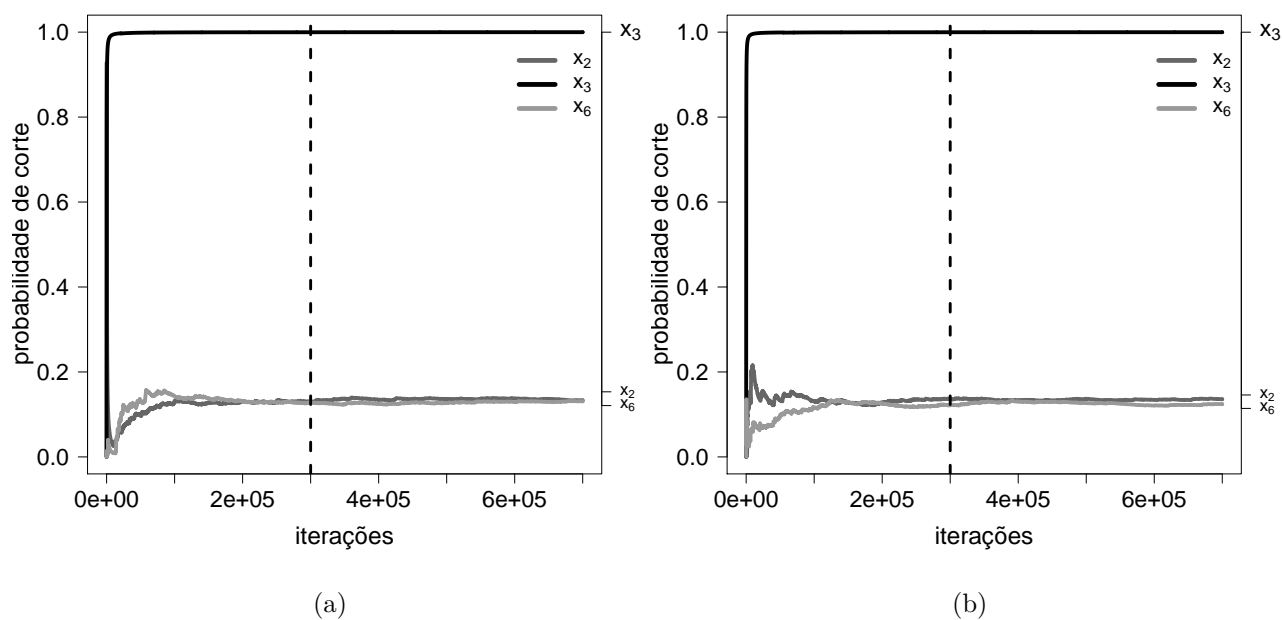 probabilidade de corte
1.0
0.8
0.6
0.4
0.2
0.0
0e+00 2e+05 4e+05 6e+05
iterações
x₂
x₃
x₆
x₃
x₂
x₆
(a)
probabilidade de corte
1.0
0.8
0.6
0.4
0.2
0.0
0e+00 2e+05 4e+05 6e+05
iterações
x₂
x₃
x₆
x₃
x₂
x₆
(b)